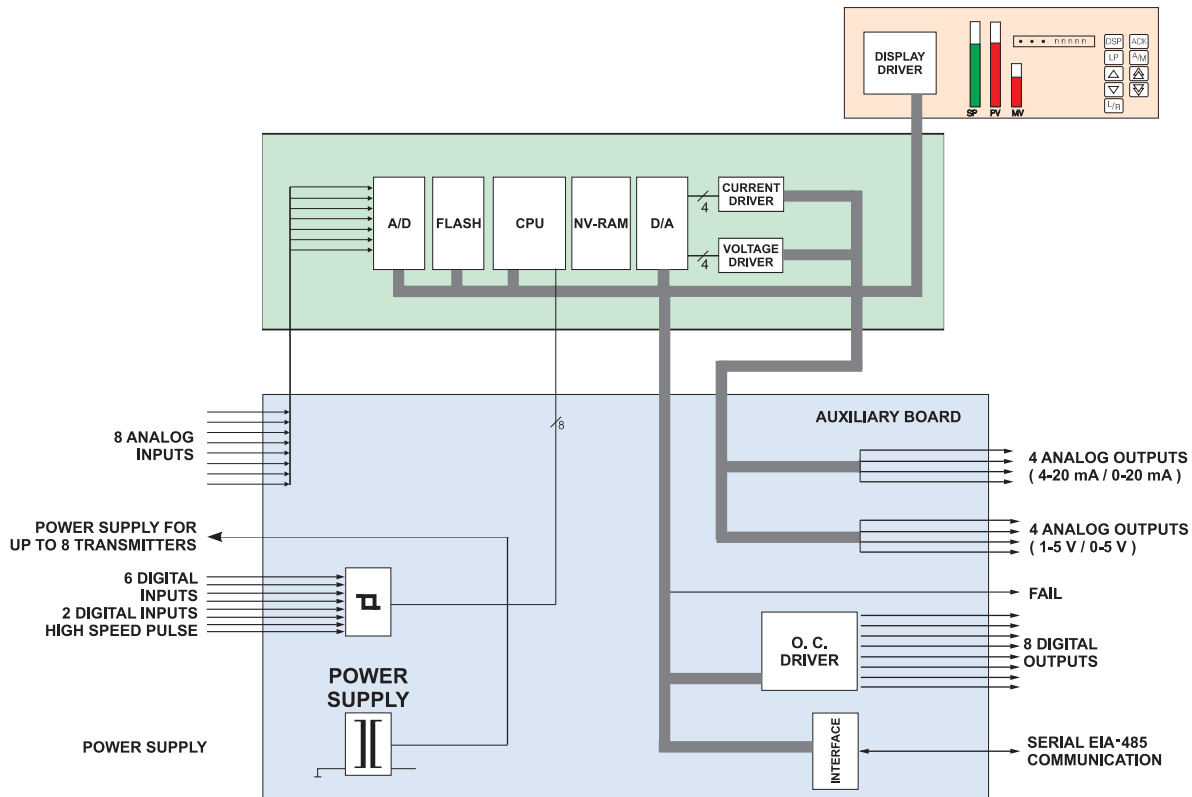 DISPLAY
DRIVER
DSP
ACK
LP
A/M
L/R
SP
PV
MV
A/D
FLASH
CPU
NV-RAM
D/A
4
CURRENT
DRIVER
4
VOLTAGE
DRIVER
8
AUXILIARY BOARD
8 ANALOG
INPUTS
4 ANALOG OUTPUTS
( 4-20 mA / 0-20 mA )
POWER SUPPLY FOR
UP TO 8 TRANSMITTERS
4 ANALOG OUTPUTS
( 1-5 V / 0-5 V )
6 DIGITAL
INPUTS
2 DIGITAL INPUTS
HIGH SPEED PULSE
FAIL
O. C.
DRIVER
8 DIGITAL
OUTPUTS
POWER
SUPPLY
POWER SUPPLY
INTERFACE
SERIAL EIA-485
COMMUNICATION